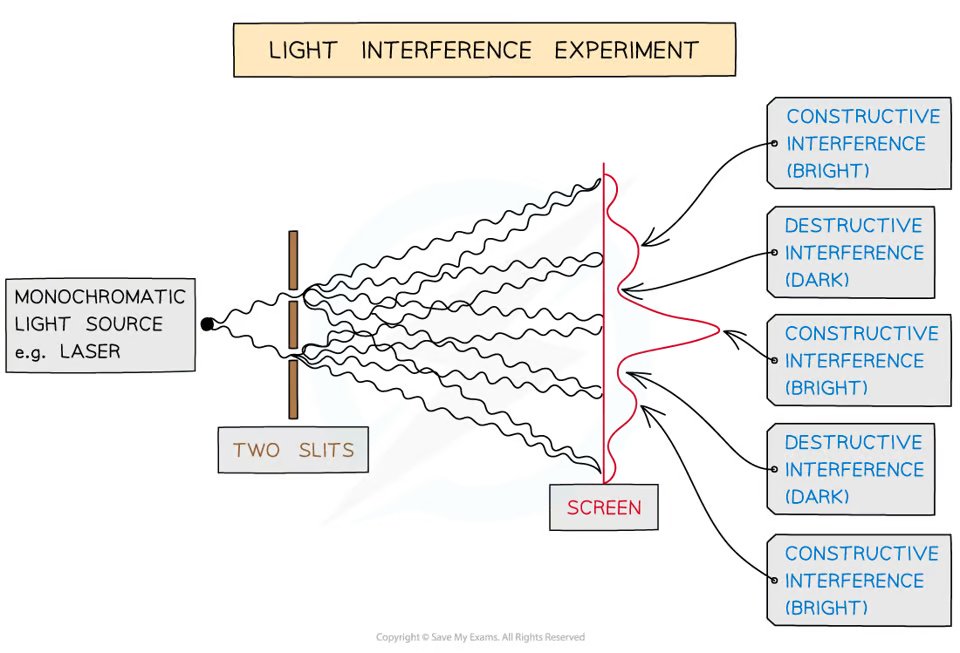 LIGHT INTERFERENCE EXPERIMENT
CONSTRUCTIVE
INTERFERENCE
(BRIGHT)
DESTRUCTIVE
INTERFERENCE
(DARK)
MONOCHROMATIC
LIGHT SOURCE
e.g. LASER
CONSTRUCTIVE
INTERFERENCE
(BRIGHT)
TWO SLITS
DESTRUCTIVE
INTERFERENCE
(DARK)
SCREEN
CONSTRUCTIVE
INTERFERENCE
(BRIGHT)
Copyright © Save My Exams. All Rights Reserved